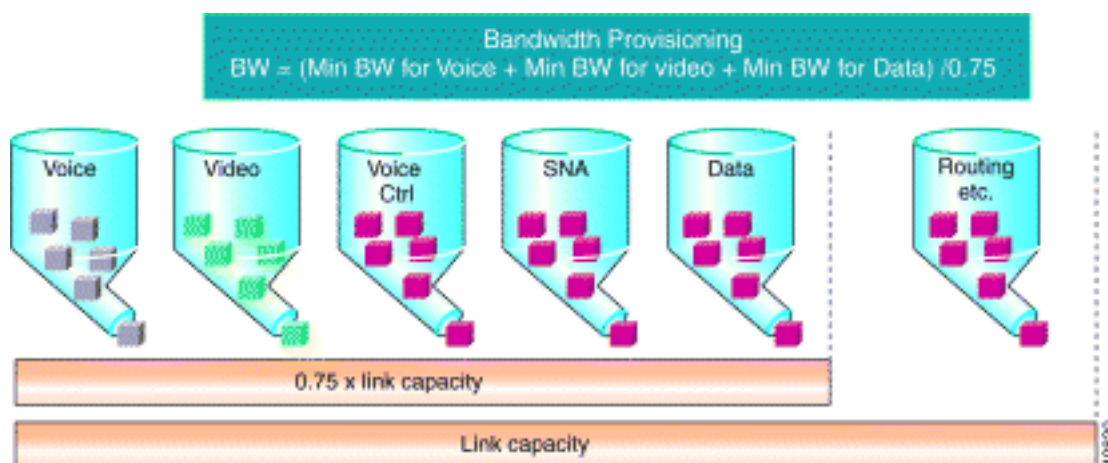 Bandwidth Provisioning
BW = (Min BW for Voice + Min BW for video + Min BW for Data) /0.75
Voice
Video
Voice
Ctrl
SNA
Data
Routing
etc.
0.75 x link capacity
Link capacity